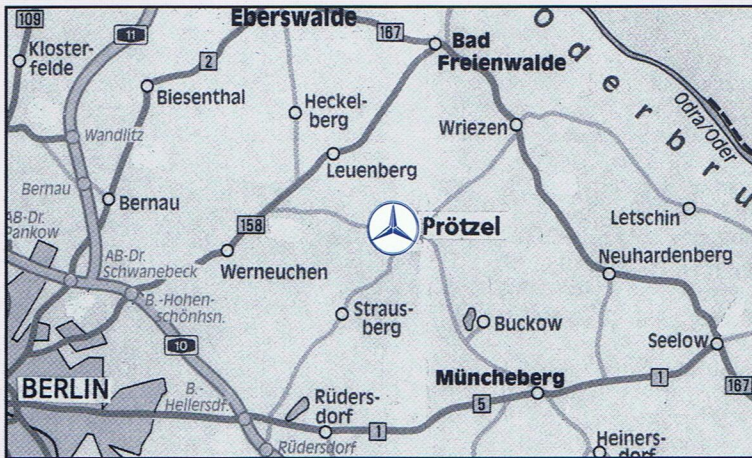 109
Kloster-
felde
11
2
Biesenthal
Eberswalde
167
Bad
Freienwalde
Oderbru
Odra/Oder
Heckel-
berg
Wriezen
Wandlitz
Leuenberg
Bernau
Bernau
AB-Dr.
Pankow
158
Prötzel
Letschin
AB-Dr.
Schwanebeck
Werneuchen
Neuhardenberg
B.-Hohen-
schönhsn.
Straus-
berg
Buckow
Seelow
10
BERLIN
B.-
Hellersdf.
Müncheberg
1
167
Rüders-
dorf
5
1
Rüdersdorf
Heiners-
dorf